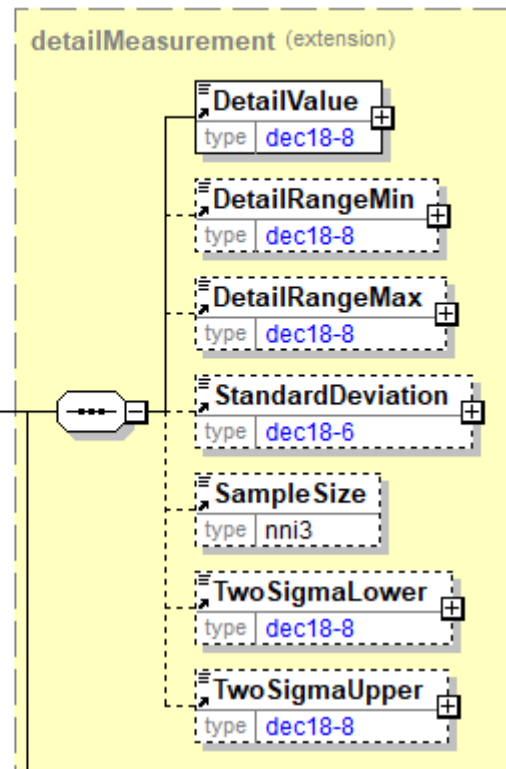 detailMeasurement (extension)
DetailValue
type dec18-8
DetailRangeMin
type dec18-8
DetailRangeMax
type dec18-8
StandardDeviation
type dec18-6
SampleSize
type nni3
TwoSigmaLower
type dec18-8
TwoSigmaUpper
type dec18-8